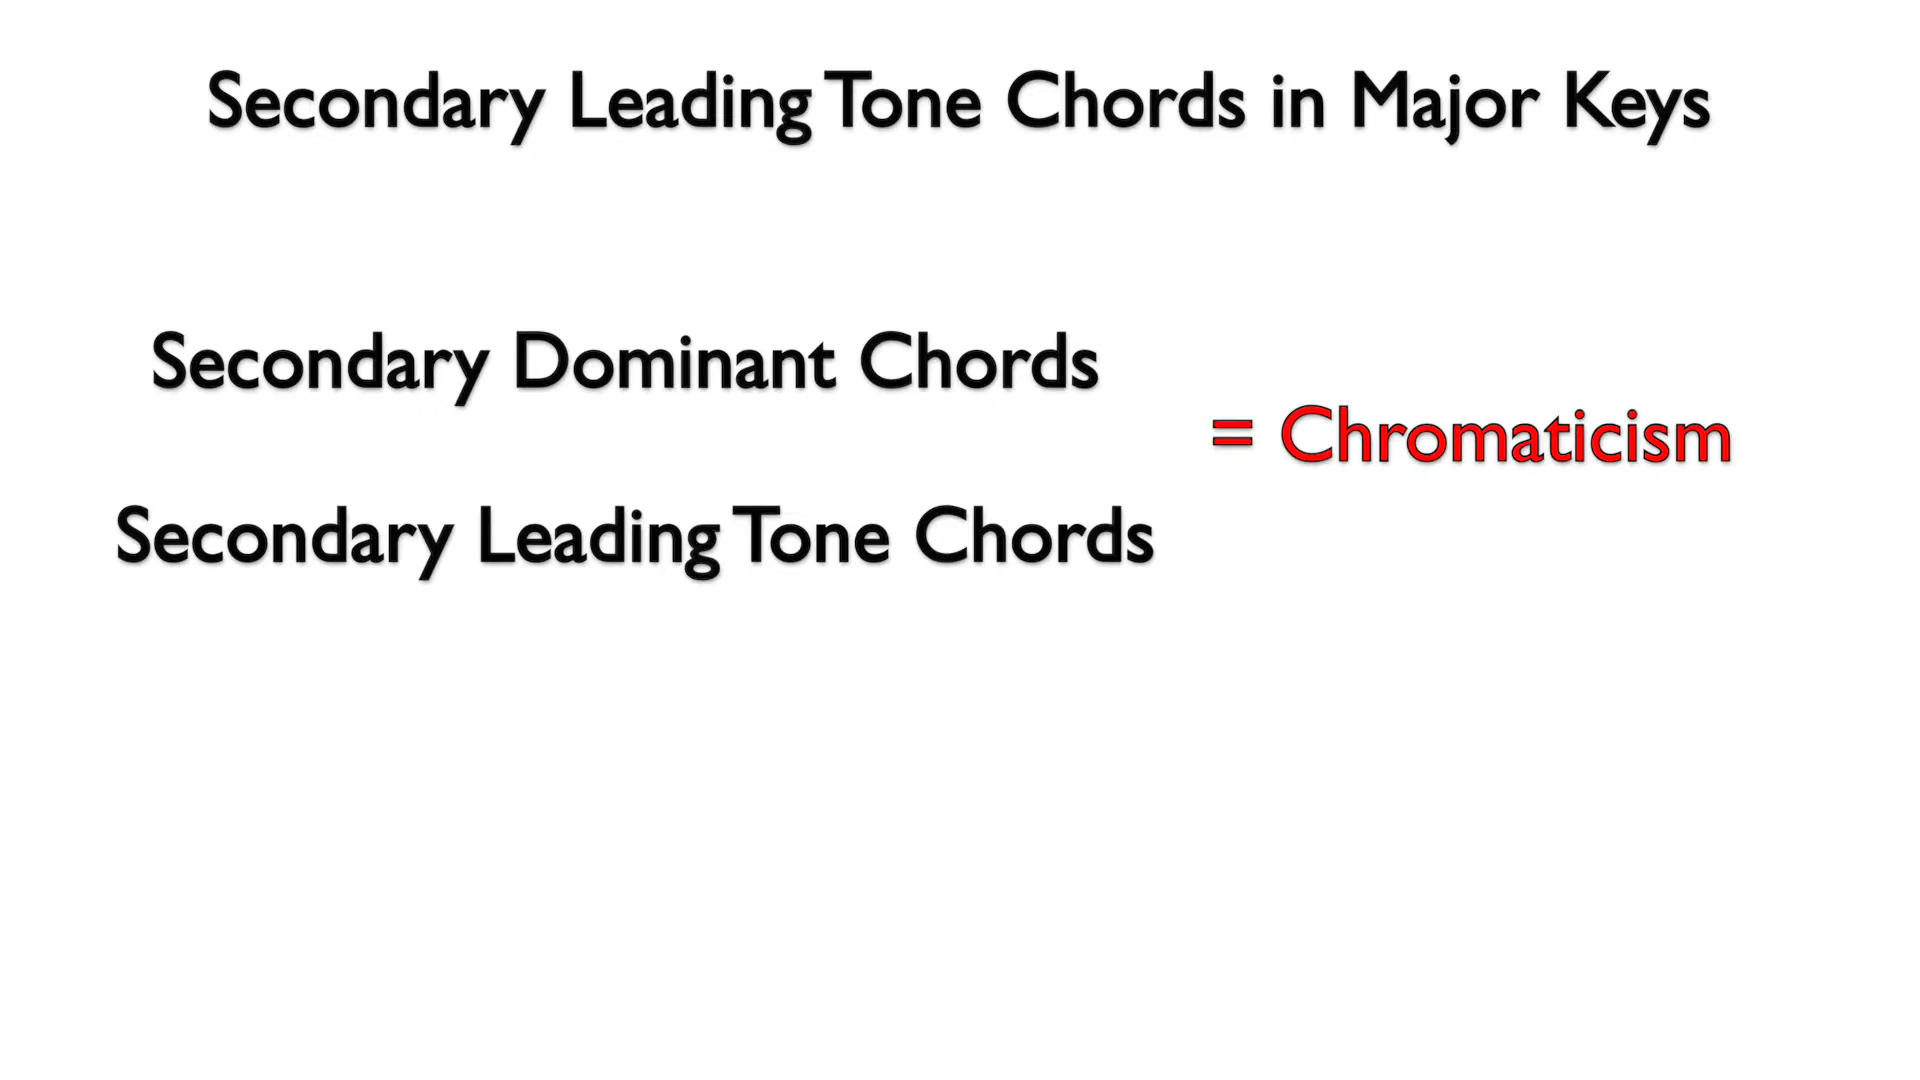 Secondary Leading Tone Chords in Major Keys
Secondary Dominant Chords
= Chromaticism
Secondary Leading Tone Chords